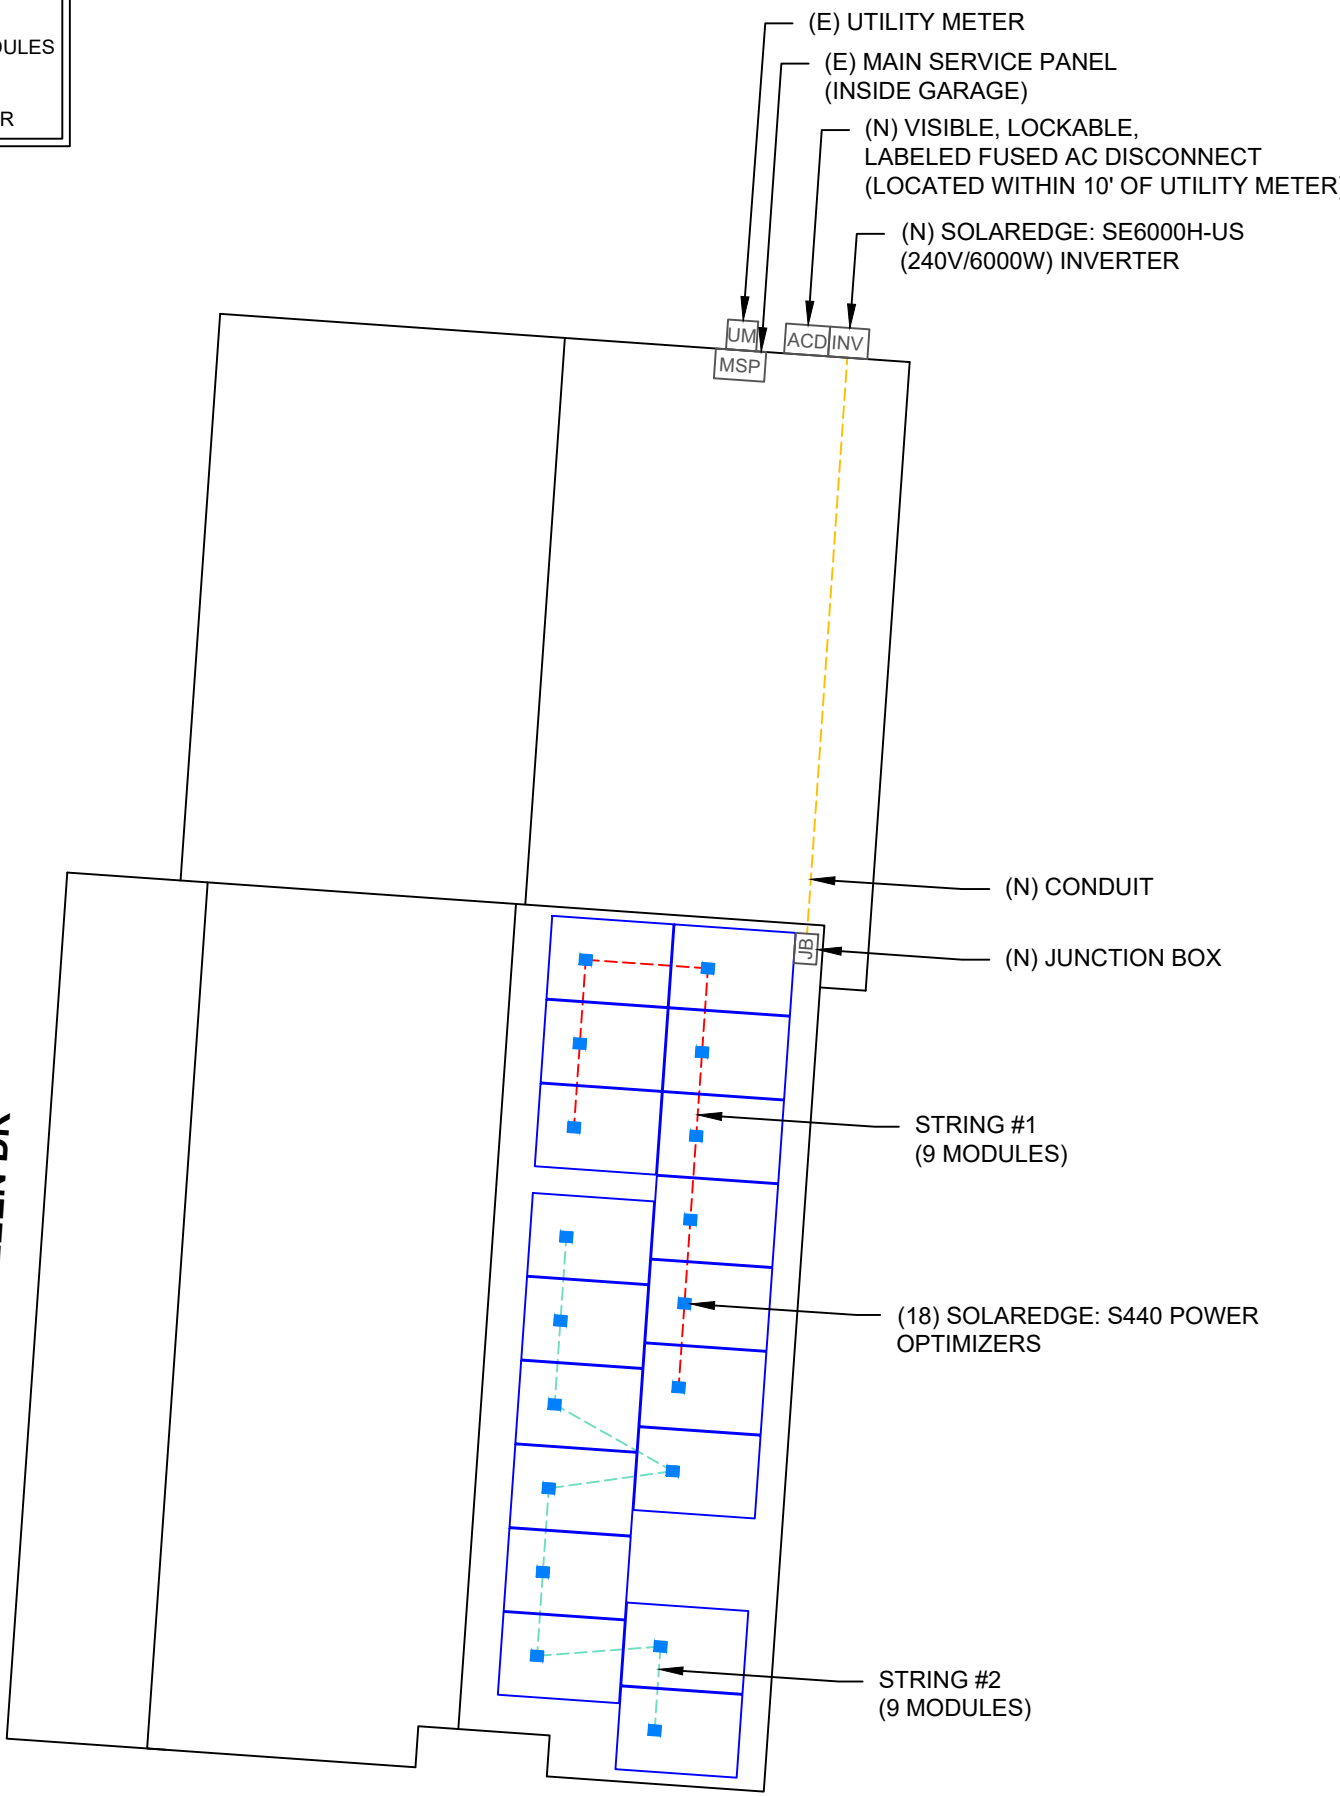 R
(E) UTILITY METER
(E) MAIN SERVICE PANEL
(INSIDE GARAGE)
(N) VISIBLE, LOCKABLE,
LABELED FUSED AC DISCONNECT
(LOCATED WITHIN 10' OF UTILITY METER)
(N) SOLAREDGE: SE6000H-US
(240V/6000W) INVERTER
UM
MSP
ACD
INV
(N) CONDUIT
JB
(N) JUNCTION BOX
STRING #1
(9 MODULES)
(18) SOLAREDGE: S440 POWER
OPTIMIZERS
STRING #2
(9 MODULES)